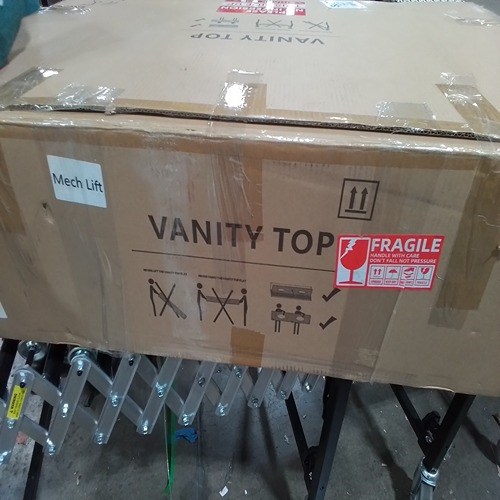 VANITY TOP
Mech Lift
VANITY TOP
FRAGILE
HANDLE WITH CARE
DON'T FALL NOT PRESSURE